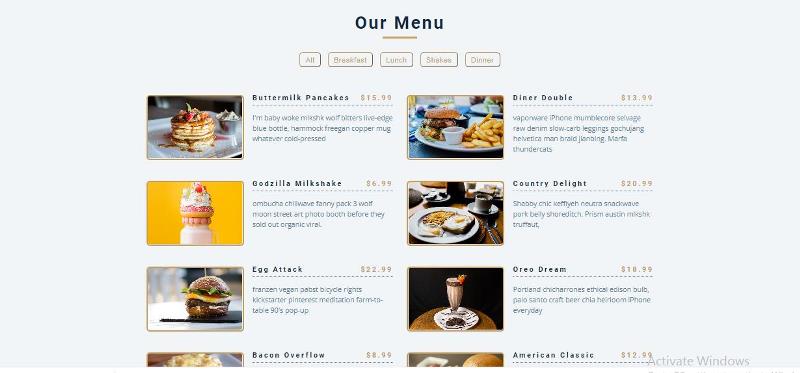 Our Menu
All Breakfast Lunch Shakes Dinner
Buttermilk Pancakes $15.99
I'm baby woke mlkshk wolf bitters live-edge
blue bottle, hammock freegan copper mug
whatever cold-pressed
Diner Double $13.99
vaporware iPhone mumblecore selvage
raw denim slow-carb leggings gochujang
helvetica man braid jianbing. Marfa
thundercats
Godzilla Milkshake $6.99
ombucha chillwave fanny pack 3 wolf
moon street art photo booth before they
sold out organic viral.
Country Delight $20.99
Shabby chic keffiyeh neutra snackwave
pork belly shoreditch. Prism austin mlkshk
truffaut,
Egg Attack $22.99
franzen vegan pabst bicycle rights
kickstarter pinterest meditation farm-to-
table 90's pop-up
Oreo Dream $18.99
Portland chicharrones ethical edison bulb,
palo santo craft beer chia heirloom iPhone
everyday
Bacon Overflow $8.99
American Classic $12.99
Activate Windows